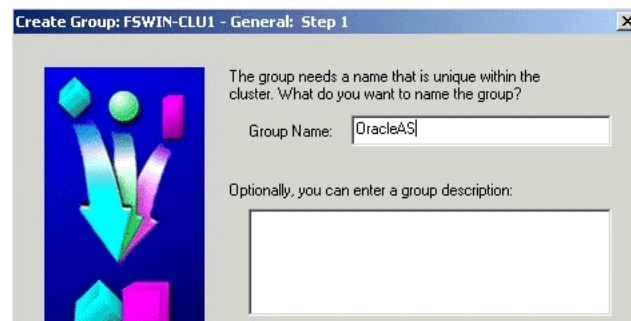 Create Group: FSWIN-CLU1 - General: Step 1
The group needs a name that is unique within the
cluster. What do you want to name the group?
Group Name: OracleAS
Optionally, you can enter a group description: